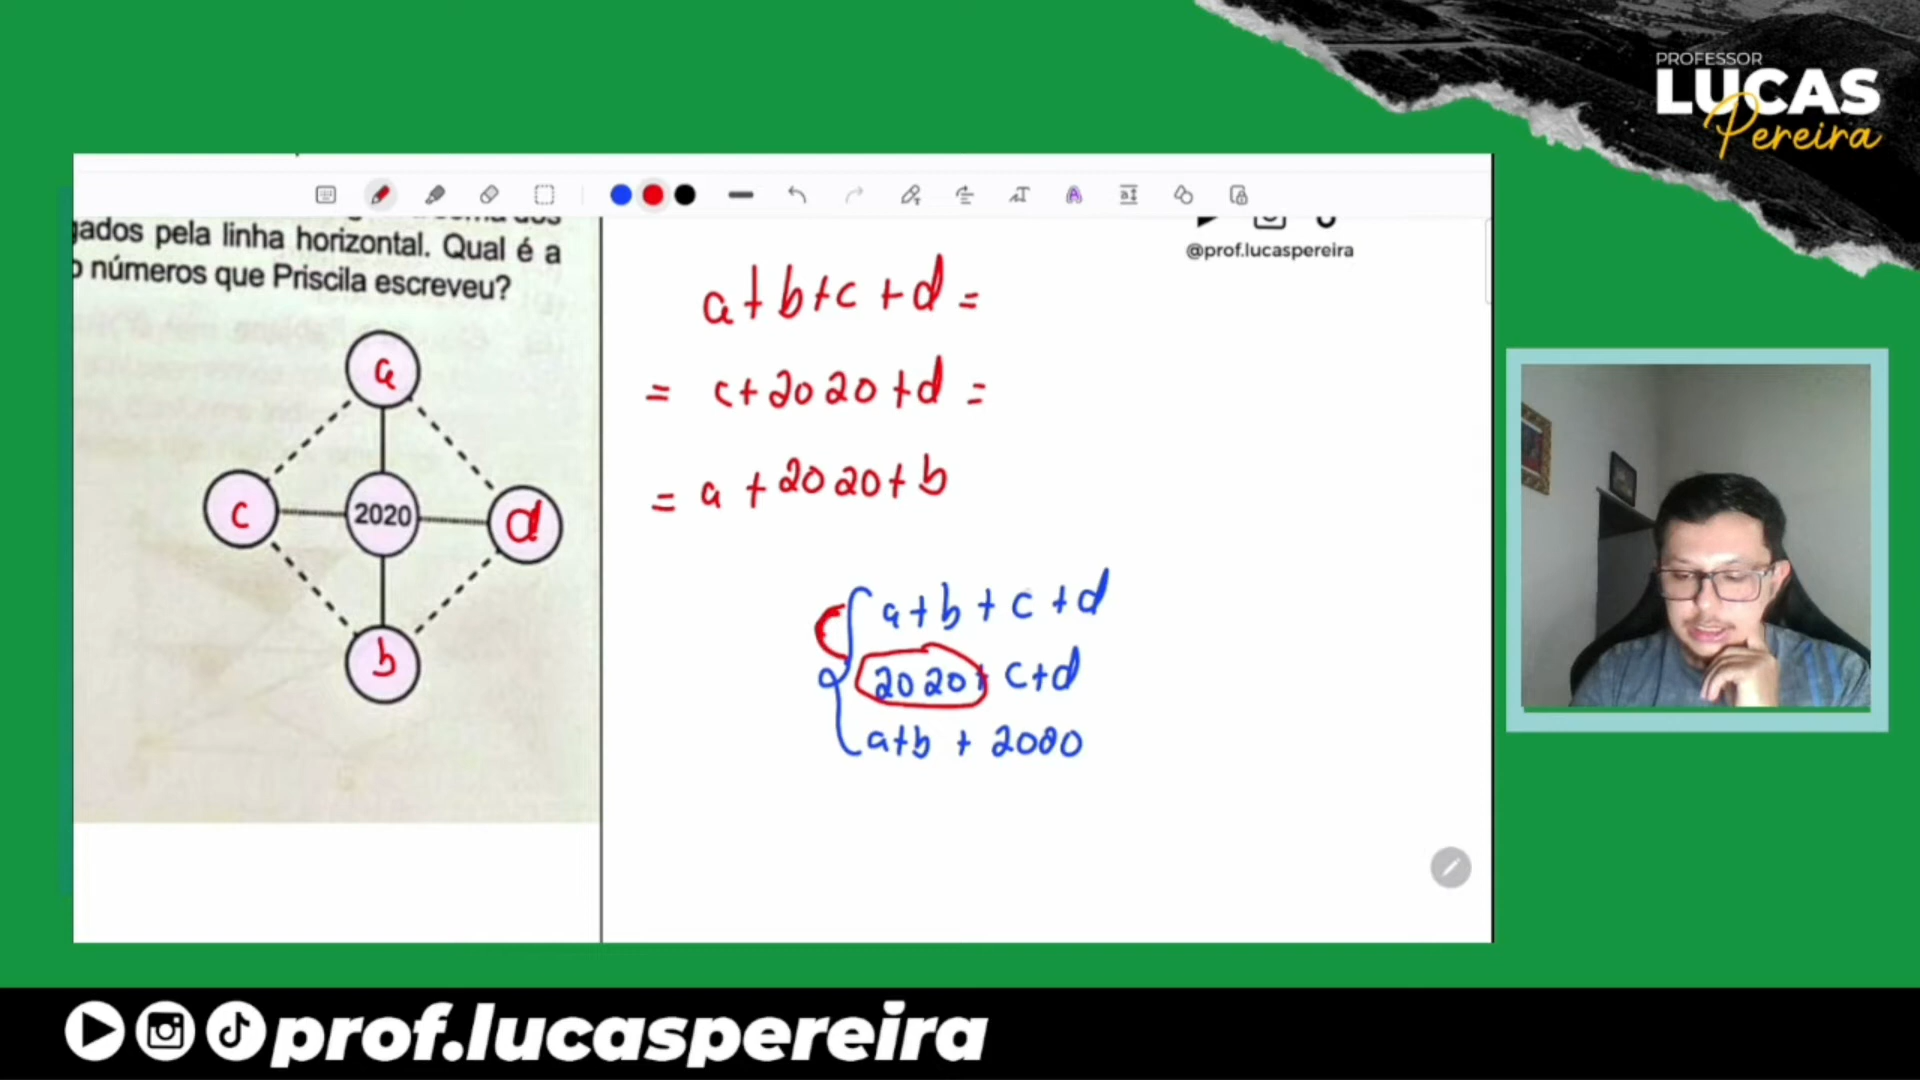 PROFESSOR
LUCAS
Pereira
gados pela linha horizontal. Qual é a
números que Priscila escreveu?
@prof.lucaspereira
a+b+c+d=
= c+2020+d=
= a+2020+b
a
c
2020
d
b
a+b+c+d
2020+c+d
a+b+2020
prof.lucaspereira